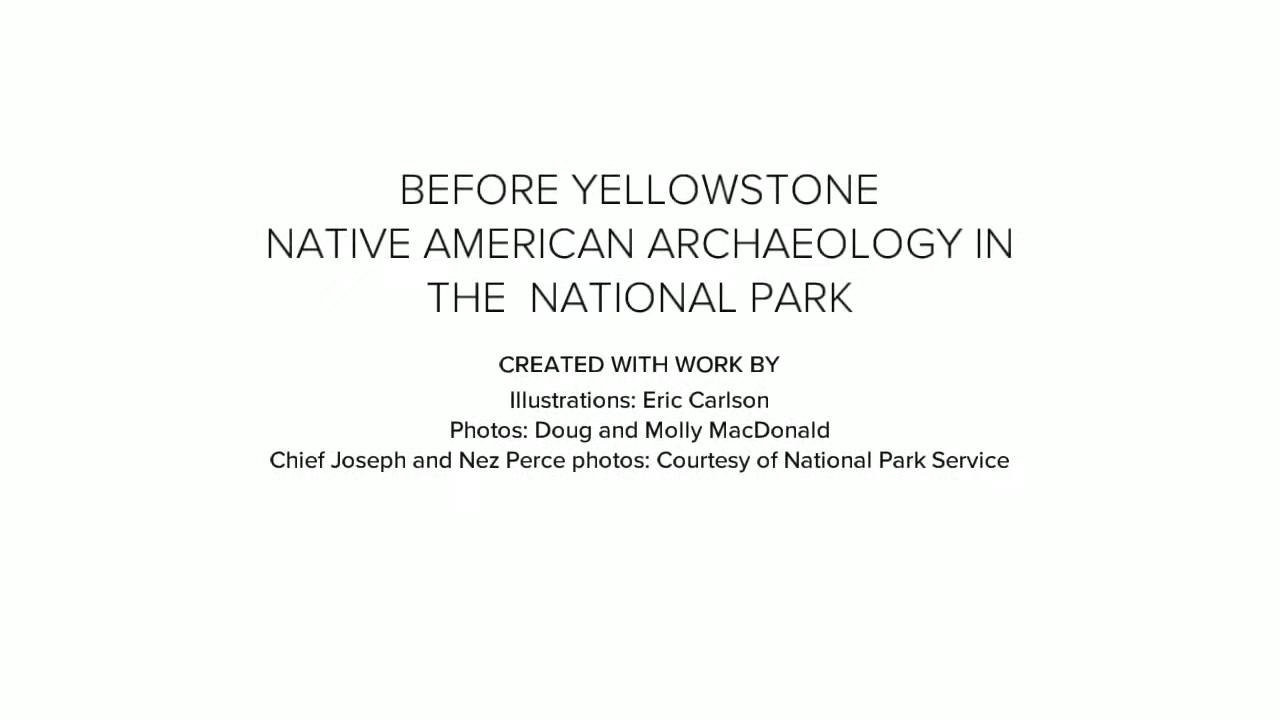 BEFORE YELLOWSTONE
NATIVE AMERICAN ARCHAEOLOGY IN
THE  NATIONAL PARK
CREATED WITH WORK BY
Illustrations: Eric Carlson
Photos: Doug and Molly MacDonald
Chief Joseph and Nez Perce photos: Courtesy of National Park Service